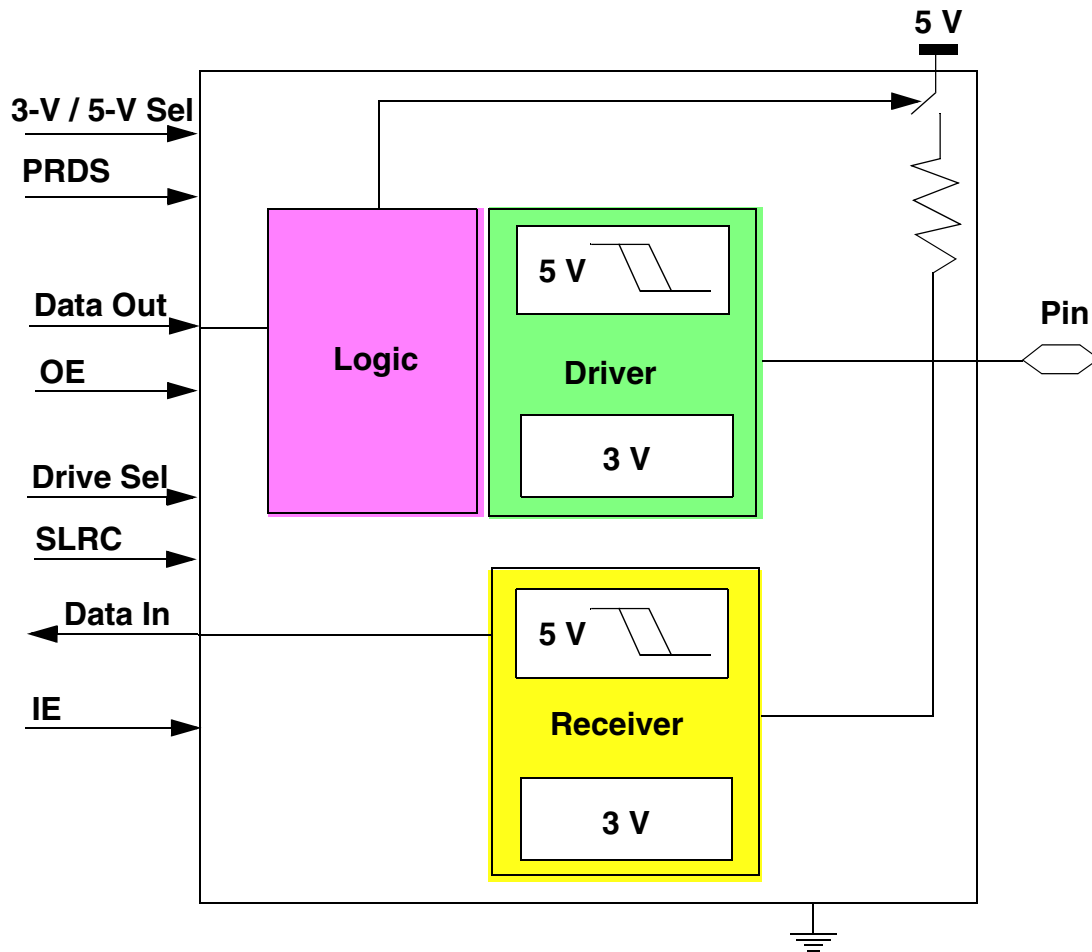 5 V
3-V / 5-V Sel
PRDS
Data Out
OE
Drive Sel
SLRC
Data In
IE
Logic
5 V
Driver
3 V
5 V
Receiver
3 V
Pin